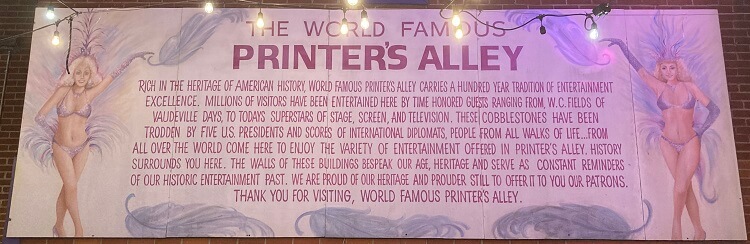 THE WORLD FAMOUS
PRINTER'S ALLEY
RICH IN THE HERITAGE OF AMERICAN HISTORY, WORLD FAMOUS PRINTER'S ALLEY CARRIES A HUNDRED YEAR TRADITION OF ENTERTAINMENT
EXCELLENCE. MILLIONS OF VISITORS HAVE BEEN ENTERTAINED HERE BY TIME HONORED GUESTS RANGING FROM, W.C. FIELDS OF
VAUDEVILLE DAYS, TO TODAYS SUPERSTARS OF STAGE, SCREEN, AND TELEVISION. THESE COBBLESTONES HAVE BEEN
TRODDEN BY FIVE U.S. PRESIDENTS AND SCORES OF INTERNATIONAL DIPLOMATS, PEOPLE FROM ALL WALKS OF LIFE...FROM
ALL OVER THE WORLD COME HERE TO ENJOY THE VARIETY OF ENTERTAINMENT OFFERED IN PRINTER'S ALLEY. HISTORY
SURROUNDS YOU HERE. THE WALLS OF THESE BUILDINGS BESPEAK OUR AGE, HERITAGE AND SERVE AS CONSTANT REMINDERS
OF OUR HISTORIC ENTERTAINMENT PAST. WE ARE PROUD OF OUR HERITAGE AND PROUDER STILL TO OFFER IT TO YOU OUR PATRONS.
THANK YOU FOR VISITING, WORLD FAMOUS PRINTER'S ALLEY.